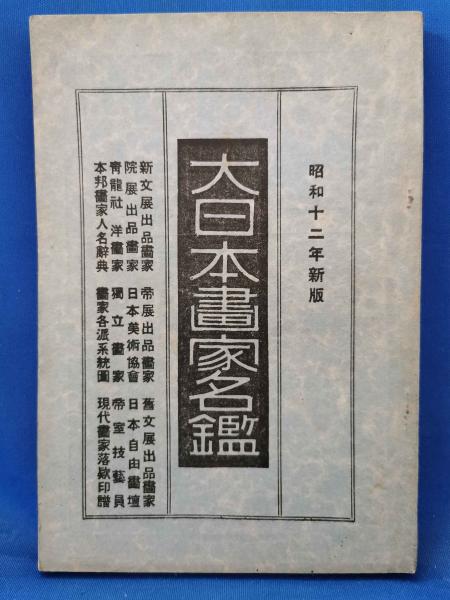 昭和十二年新版
大日本畫家名鑑
新文展出品畫家 帝展出品畫家 舊文展出品畫家
院展出品畫家 日本美術協會 日本自由畫壇
靑龍社 洋畫家 獨立畫家 帝室技藝員
本邦畫家人名辭典 畫家各派系統圖 現代畫家落款印譜